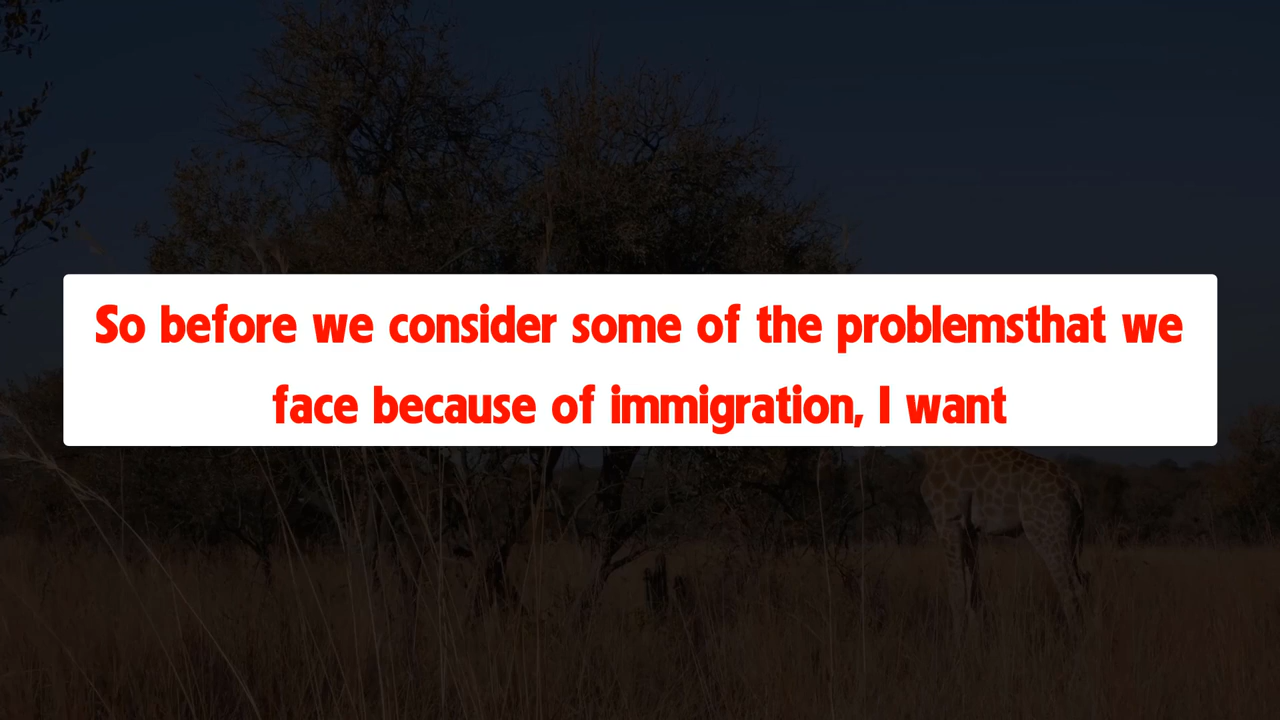 So before we consider some of the problemsthat we
face because of immigration, I want